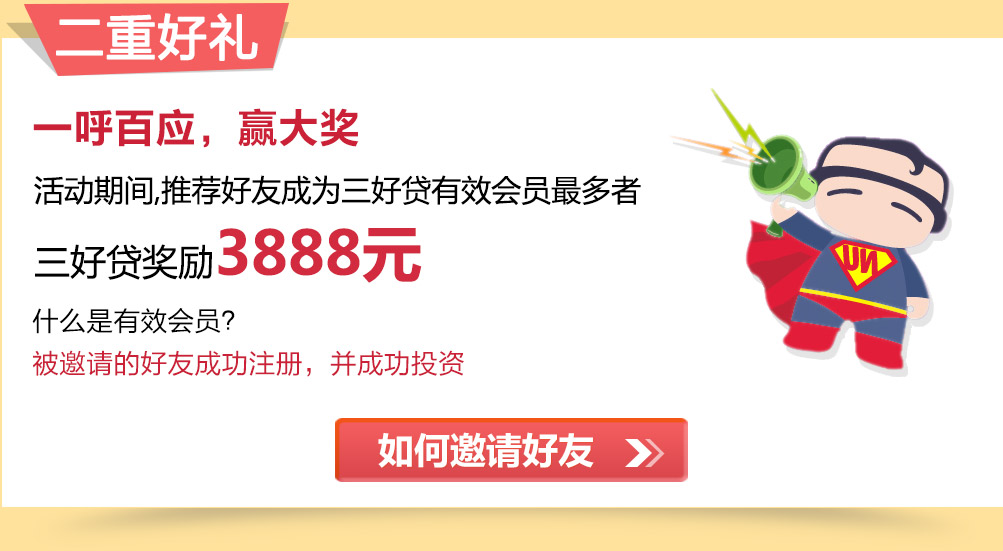 二重好礼
一呼百应，赢大奖
活动期间,推荐好友成为三好贷有效会员最多者
三好贷奖励3888元
什么是有效会员?
被邀请的好友成功注册，并成功投资
如何邀请好友